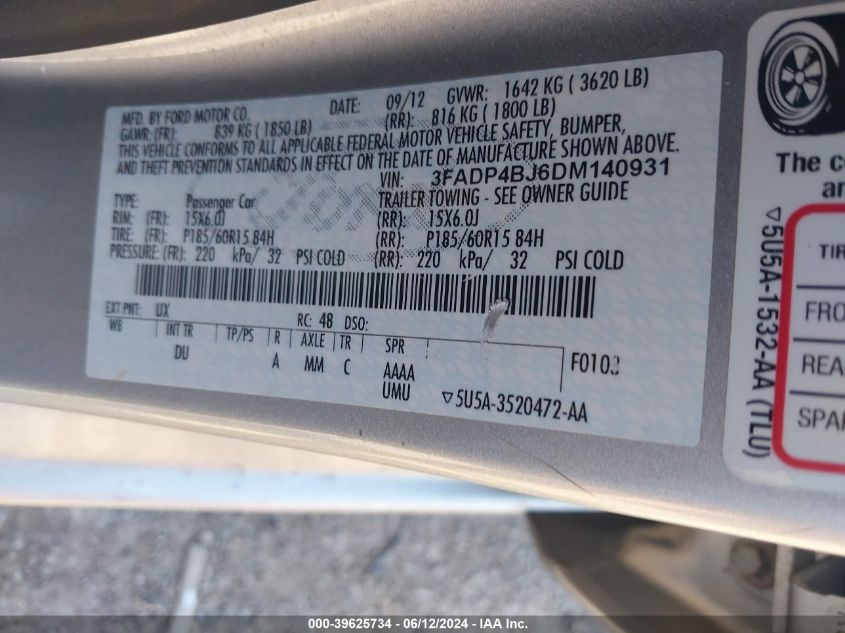 MFD. BY FORD MOTOR CO.
DATE: 09/12 GVWR: 1642 KG ( 3620 LB)
GAWR: (FR): 839 KG ( 1850 LB) (RR): 816 KG ( 1800 LB)
THIS VEHICLE CONFORMS TO ALL APPLICABLE FEDERAL MOTOR VEHICLE SAFETY, BUMPER,
AND THEFT PREVENTION STANDARDS IN EFFECT ON THE DATE OF MANUFACTURE SHOWN ABOVE.
VIN: 3FADP4BJ6DM140931
TYPE: Passenger Car TRAILER TOWING - SEE OWNER GUIDE
RIM: (FR): 15X6.0J (RR): 15X6.0J
TIRE: (FR): P185/60R15 84H (RR): P185/60R15 84H
PRESSURE: (FR): 220 kPa/ 32 PSI COLD (RR): 220 kPa/ 32 PSI COLD
EXT PNT: UX RC: 48 DSO:
WB INT TR TP/PS R AXLE TR SPR
DU A MM C AAAA
UMU
F0103
▽5U5A-3520472-AA
The co
an
▽5U5A-1532-AA (TLU)
TIR
FRO
REA
SPAR
000-39625734 - 06/12/2024 - IAA Inc.